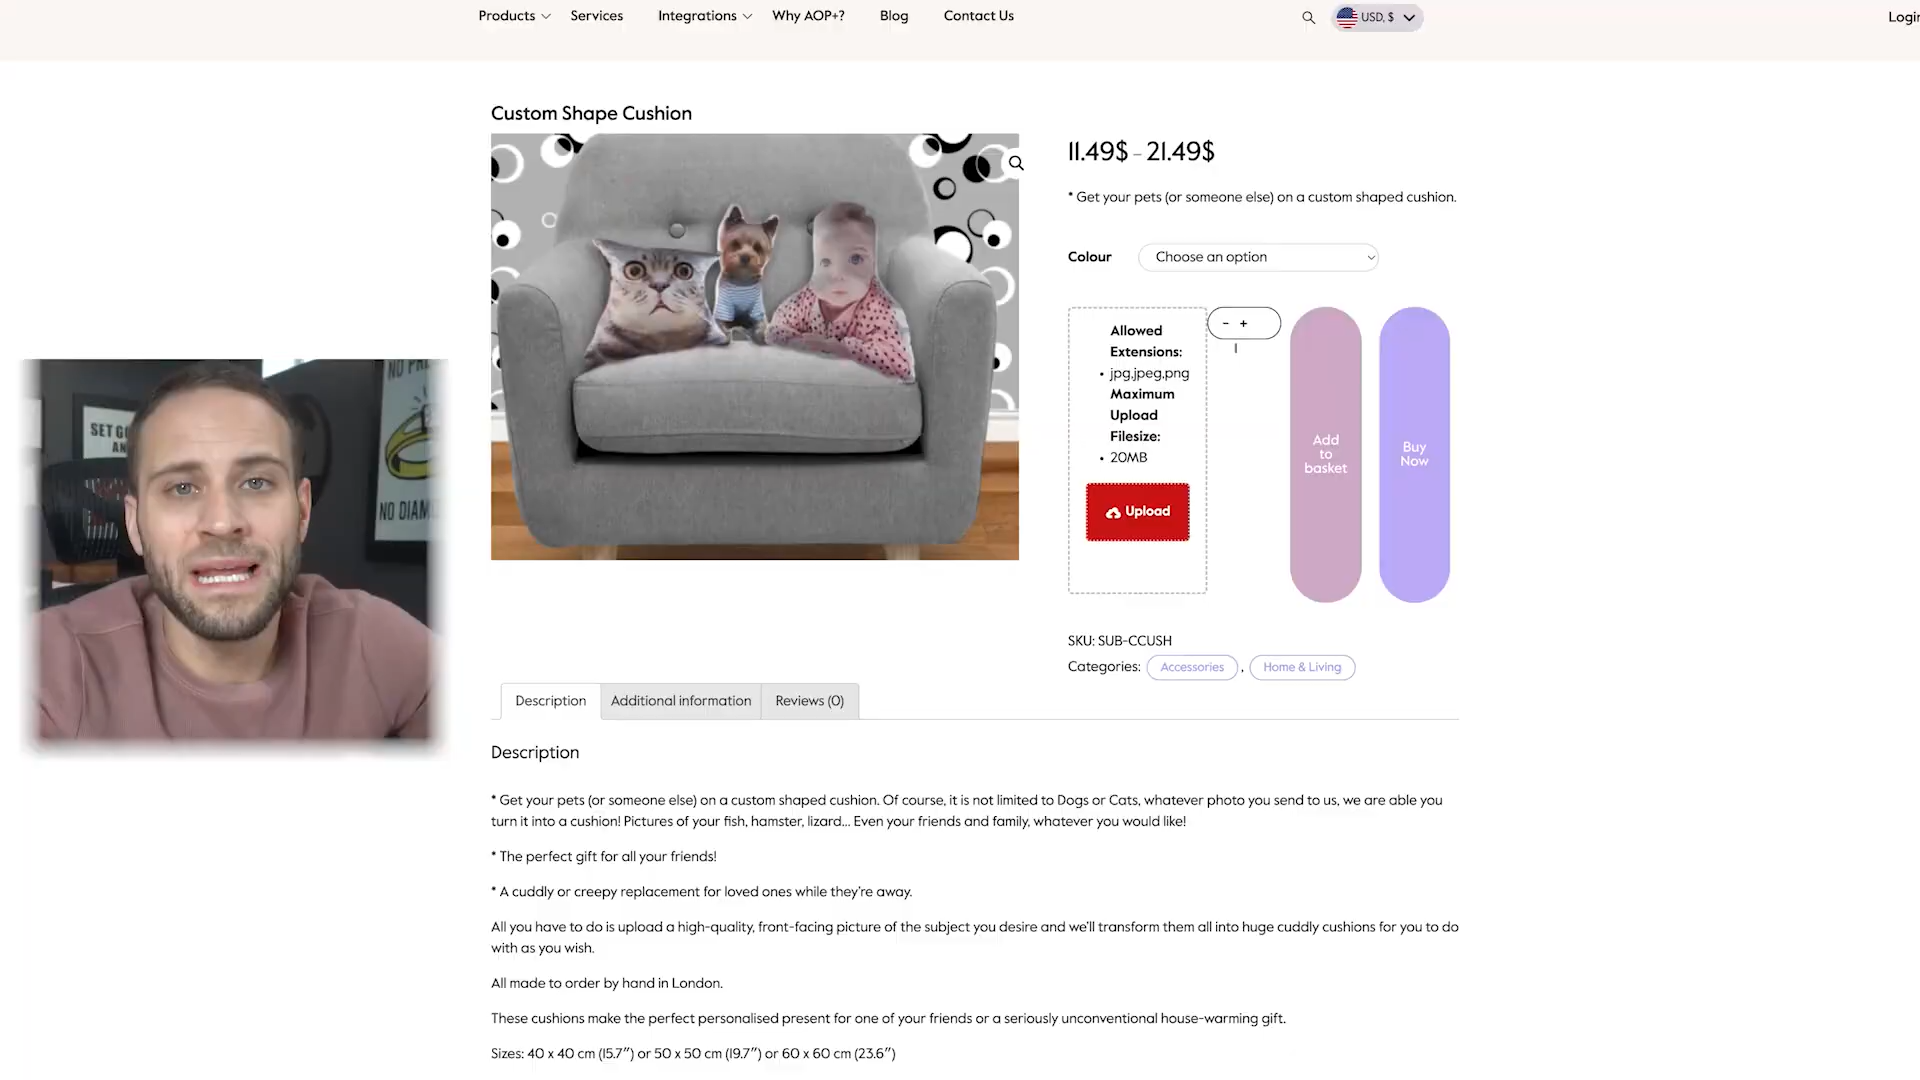 Products
Services
Integrations
Why AOP+?
Blog
Contact Us
USD, $
Custom Shape Cushion
11.49$ – 21.49$
* Get your pets (or someone else) on a custom shaped cushion.
Colour
Choose an option
Allowed
Extensions:
• jpg,jpeg,png
Maximum
Upload
Filesize:
• 20MB
Upload
- +
Add
to
basket
Buy
Now
SET
AN
NO
NO DIAM
SKU: SUB-CCUSH
Categories: Accessories , Home & Living
Description
Additional information
Reviews (0)
Description
* Get your pets (or someone else) on a custom shaped cushion. Of course, it is not limited to Dogs or Cats, whatever photo you send to us, we are able you
turn it into a cushion! Pictures of your fish, hamster, lizard... Even your friends and family, whatever you would like!
* The perfect gift for all your friends!
* A cuddly or creepy replacement for loved ones while they're away.
All you have to do is upload a high-quality, front-facing picture of the subject you desire and we'll transform them all into huge cuddly cushions for you to do
with as you wish.
All made to order by hand in London.
These cushions make the perfect personalised present for one of your friends or a seriously unconventional house-warming gift.
Sizes: 40 x 40 cm (15.7″) or 50 x 50 cm (19.7″) or 60 x 60 cm (23.6″)